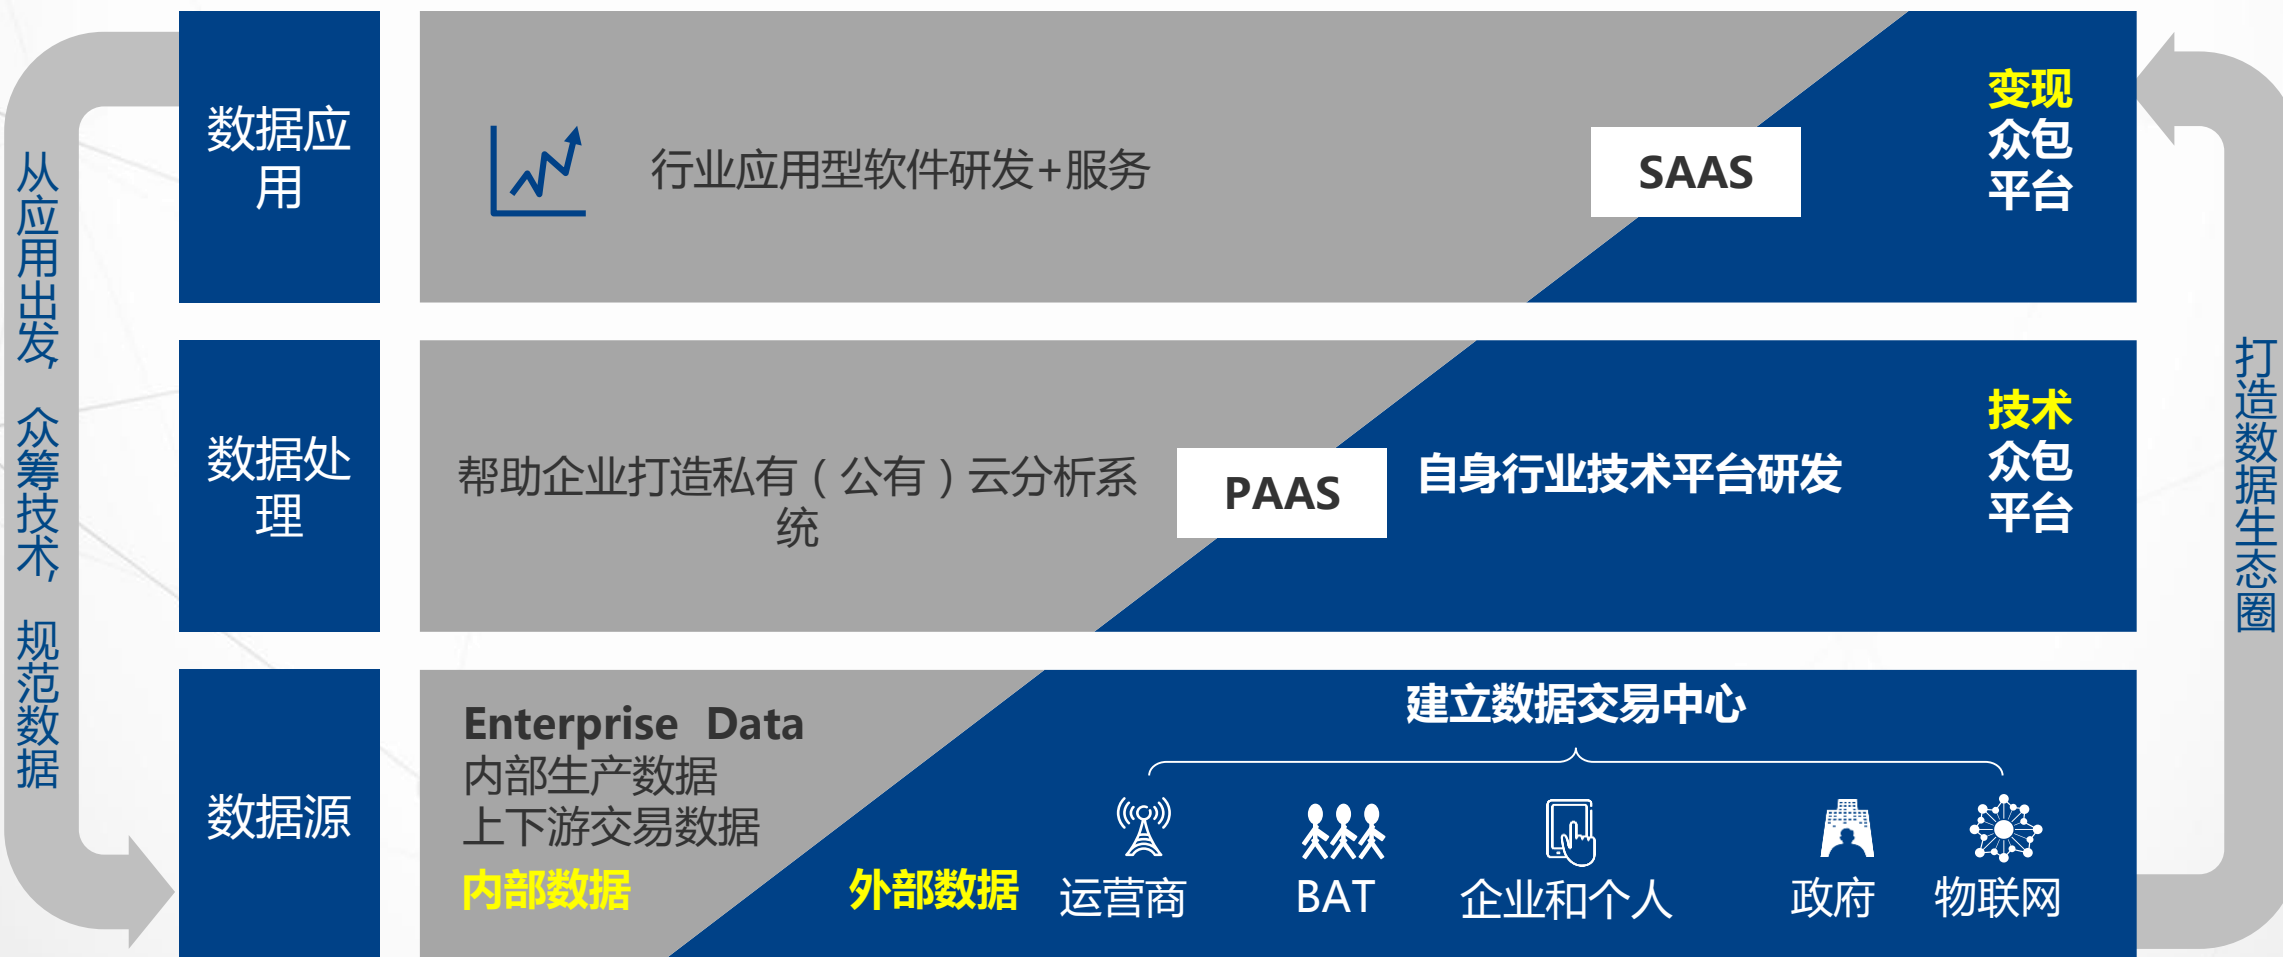 从应用出发，众筹技术，规范数据
数据应
用
行业应用型软件研发+服务
SAAS
变现
众包
平台
数据处
理
帮助企业打造私有（公有）云分析系
统
PAAS
自身行业技术平台研发
技术
众包
平台
数据源
Enterprise Data
内部生产数据
上下游交易数据
内部数据
外部数据
建立数据交易中心
运营商
BAT
企业和个人
政府
物联网
打造数据生态圈